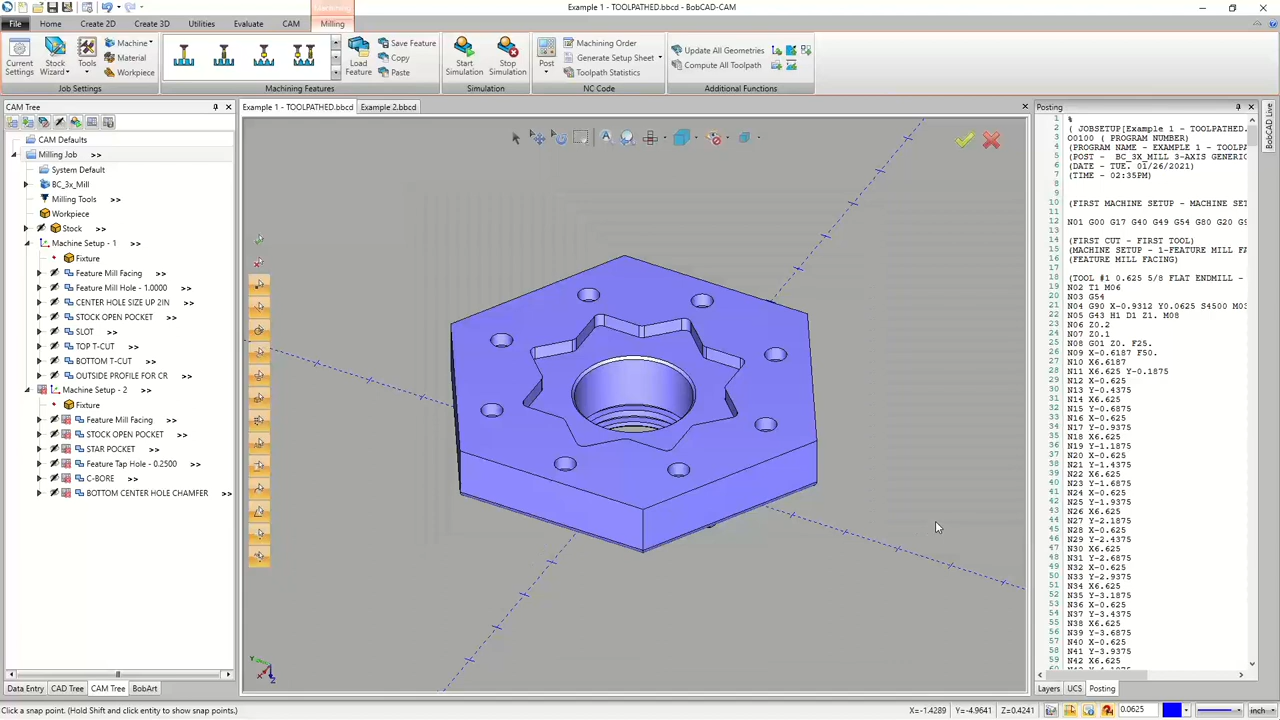 Example 1 - TOOLPATHED.bbcd - BobCAD-CAM
Machining
File Home Create 2D Create 3D Utilities Evaluate CAM Milling
Current Settings
Stock Wizard
Tools
Machine
Material
Workpiece
Load Feature
Save Feature
Copy
Paste
Start Simulation
Stop Simulation
Post
Machining Order
Generate Setup Sheet
Toolpath Statistics
Update All Geometries
Compute All Toolpath
Job Settings Machining Features Simulation NC Code Additional Functions
CAM Tree
CAM Defaults
Milling Job >>
System Default
BC_3x_Mill
Milling Tools >>
Workpiece
Stock >>
Machine Setup - 1 >>
Fixture
Feature Mill Facing >>
Feature Mill Hole - 1.0000 >>
CENTER HOLE SIZE UP 2IN >>
STOCK OPEN POCKET >>
SLOT >>
TOP T-CUT >>
BOTTOM T-CUT >>
OUTSIDE PROFILE FOR CR >>
Machine Setup - 2 >>
Fixture
Feature Mill Facing >>
STOCK OPEN POCKET >>
STAR POCKET >>
Feature Tap Hole - 0.2500 >>
C-BORE >>
BOTTOM CENTER HOLE CHAMFER >>
Data Entry CAD Tree CAM Tree BobArt
Example 1 - TOOLPATHED.bbcd Example 2.bbcd
Y
Z
Posting
1 %
2 ( JOBSETUP[Example 1 - TOOLPATHED.
3 O0100 ( PROGRAM NUMBER)
4 (PROGRAM NAME - EXAMPLE 1 - TOOLPAT
5 (POST - BC_3X_MILL 3-AXIS GENERIC
6 (DATE - TUE. 01/26/2021)
7 (TIME - 02:35PM)
8
9
10 (FIRST MACHINE SETUP - MACHINE SET
11
12 N01 G00 G17 G40 G49 G54 G80 G20 G9
13
14 (FIRST CUT - FIRST TOOL)
15 (MACHINE SETUP - 1-FEATURE MILL FA
16 (FEATURE MILL FACING)
17
18 (TOOL #1 0.625 5/8 FLAT ENDMILL -
19 N02 T1 M06
20 N03 G54
21 N04 G90 X-0.9312 Y0.0625 S4500 M03
22 N05 G43 H1 D1 Z1. M08
23 N06 Z0.2
24 N07 Z0.1
25 N08 G01 Z0. F25.
26 N09 X-0.6187 F50.
27 N10 X6.6187
28 N11 X6.625 Y-0.1875
29 N12 X-0.625
30 N13 Y-0.4375
31 N14 X6.625
32 N15 Y-0.6875
33 N16 X-0.625
34 N17 Y-0.9375
35 N18 X6.625
36 N19 Y-1.1875
37 N20 X-0.625
38 N21 Y-1.4375
39 N22 X6.625
40 N23 Y-1.6875
41 N24 X-0.625
42 N25 Y-1.9375
43 N26 X6.625
44 N27 Y-2.1875
45 N28 X-0.625
46 N29 Y-2.4375
47 N30 X6.625
48 N31 Y-2.6875
49 N32 X-0.625
50 N33 Y-2.9375
51 N34 X6.625
52 N35 Y-3.1875
53 N36 X-0.625
54 N37 Y-3.4375
55 N38 X6.625
56 N39 Y-3.6875
57 N40 X-0.625
58 N41 Y-3.9375
59 N42 X6.625
Layers UCS Posting
BobCAD Live
Click a snap point. (Hold Shift and click entity to show snap points.)
X=-1.4289 Y=-4.9641 Z=0.4241
0.0625
inch